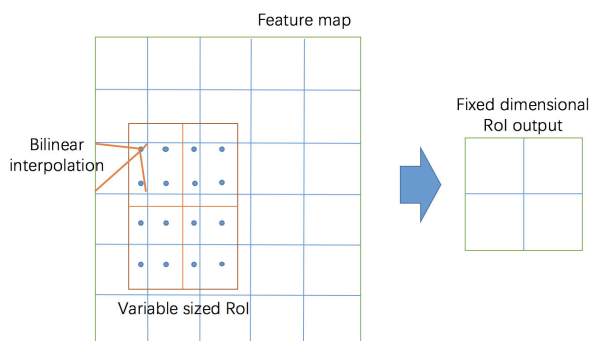 Feature map
Fixed dimensional
RoI output
Bilinear
interpolation
Variable sized RoI